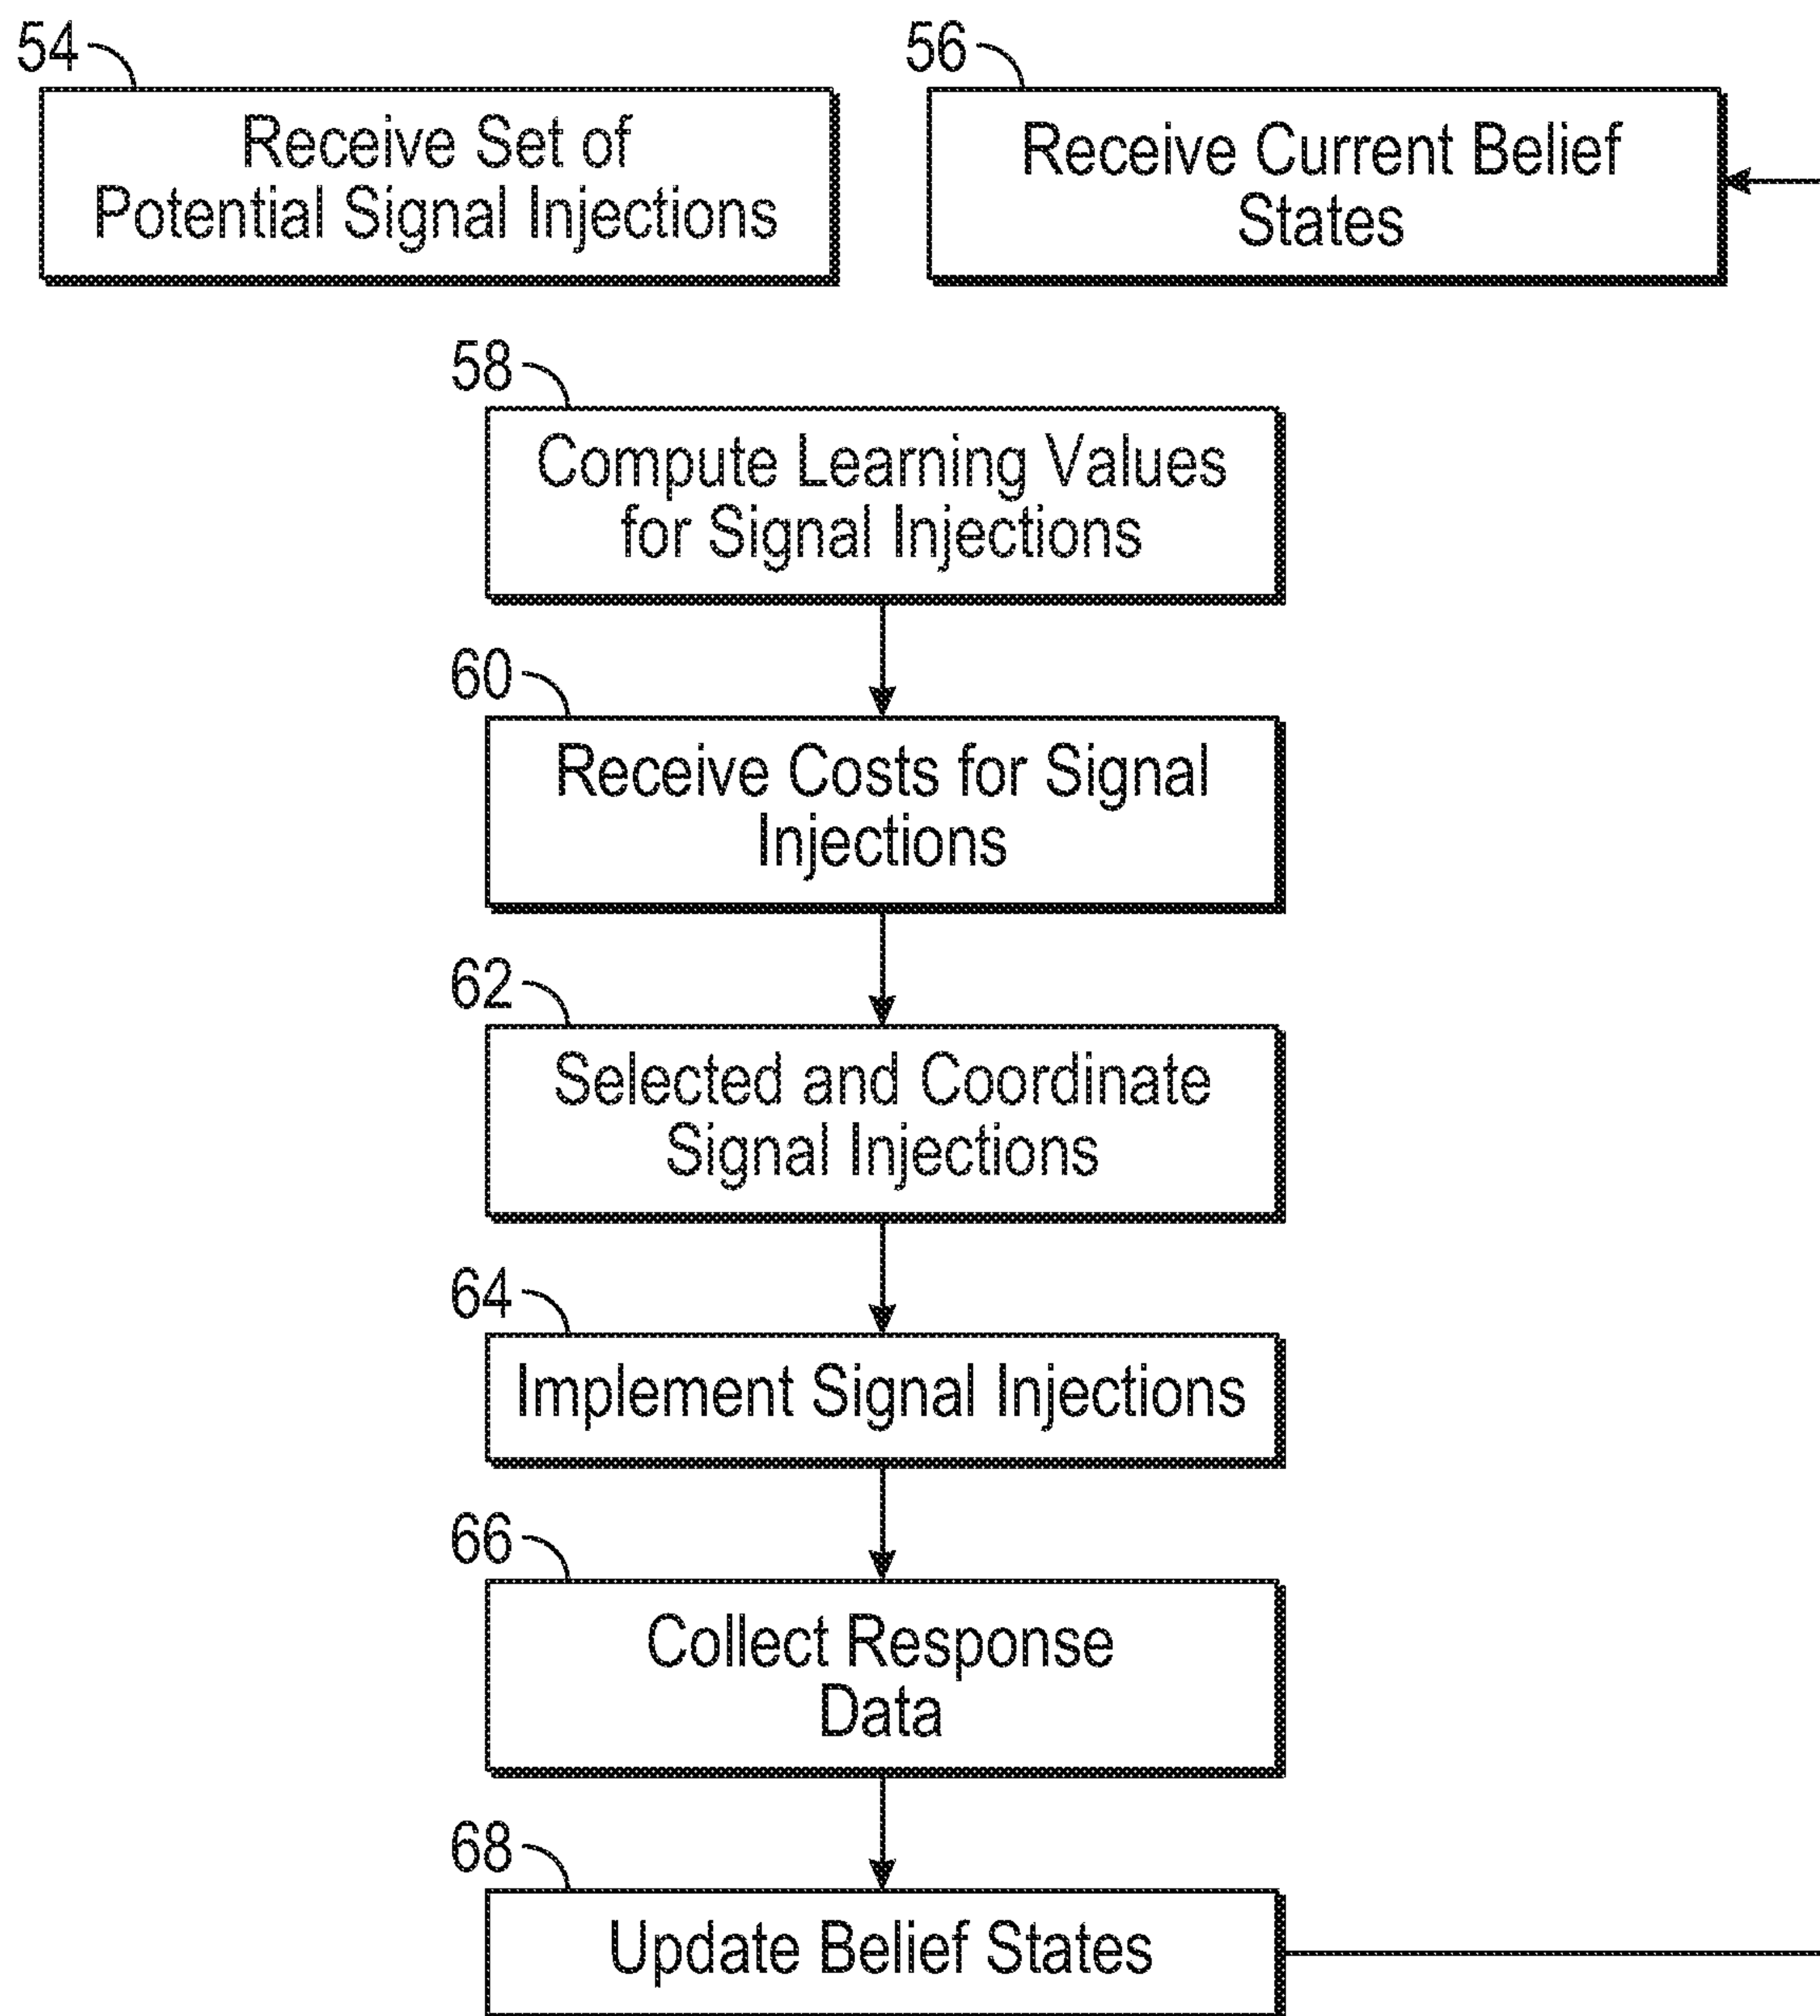 54
Receive Set of
Potential Signal Injections
56
Receive Current Belief
States
58
Compute Learning Values
for Signal Injections
60
Receive Costs for Signal
Injections
62
Selected and Coordinate
Signal Injections
64
Implement Signal Injections
66
Collect Response
Data
68
Update Belief States